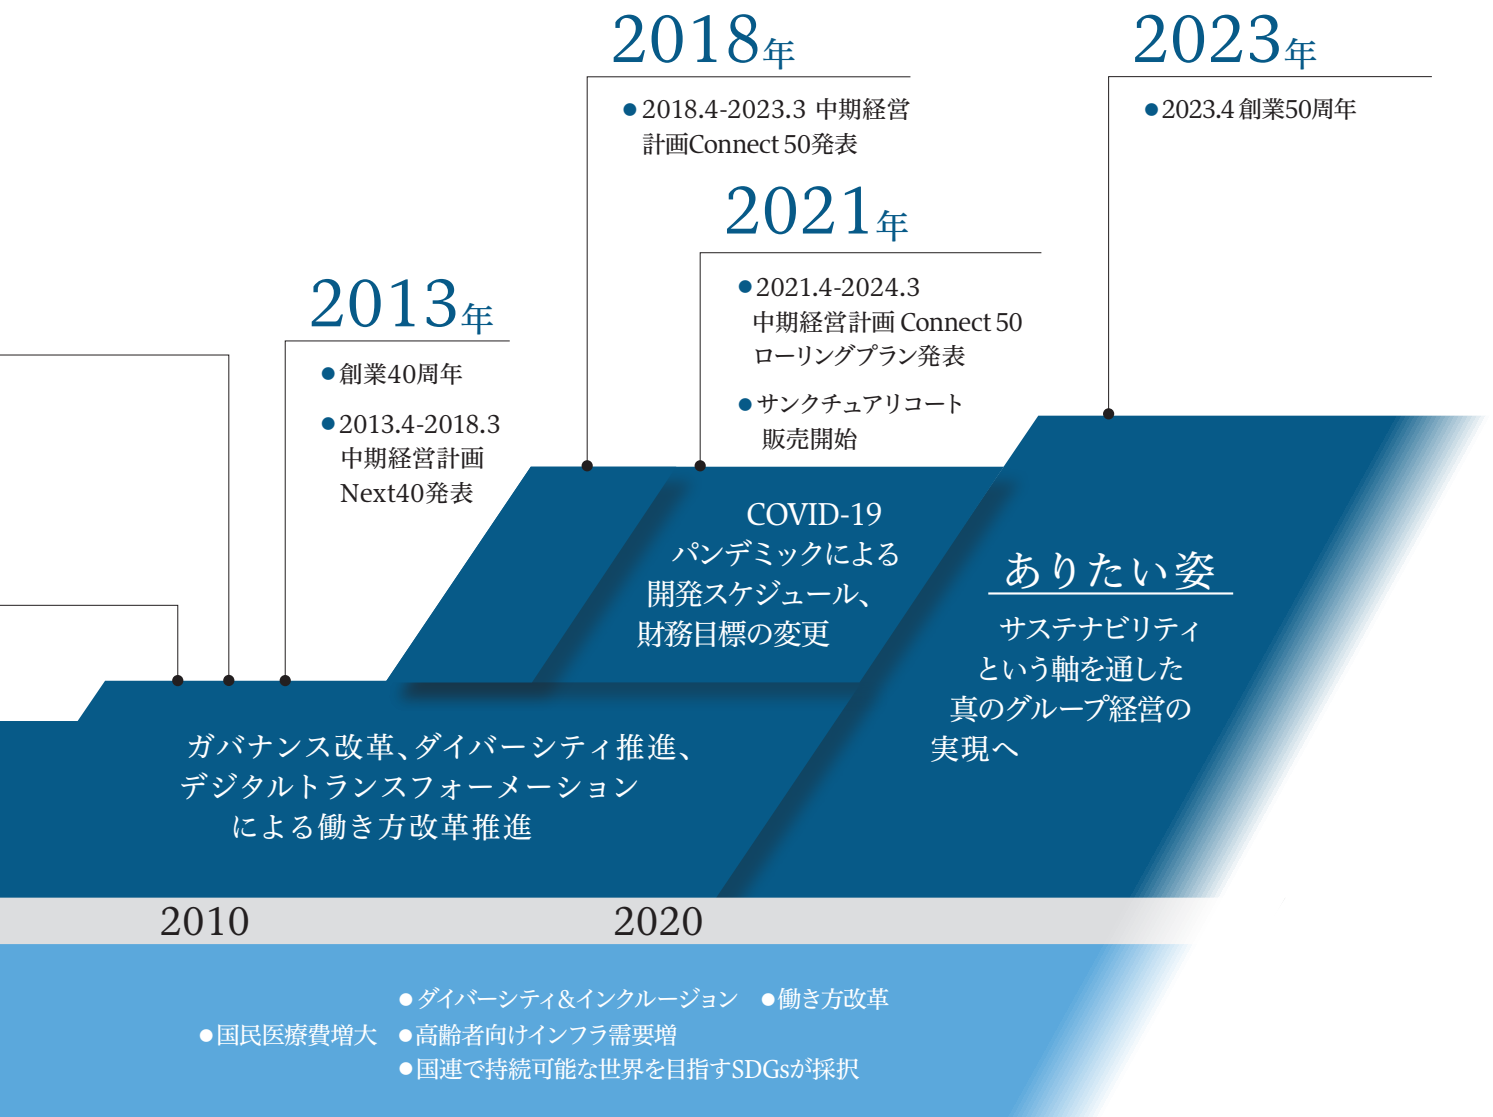 2018年
● 2018.4-2023.3 中期経営
計画Connect 50発表
2023年
● 2023.4 創業50周年
2021年
● 2021.4-2024.3
中期経営計画 Connect 50
ローリングプラン発表
● サンクチュアリコート
販売開始
2013年
● 創業40周年
● 2013.4-2018.3
中期経営計画
Next40発表
COVID-19
パンデミックによる
開発スケジュール、
財務目標の変更
ありたい姿
サステナビリティ
という軸を通した
真のグループ経営の
実現へ
ガバナンス改革、ダイバーシティ推進、
デジタルトランスフォーメーション
による働き方改革推進
2010 2020
● ダイバーシティ&インクルージョン ● 働き方改革
● 国民医療費増大 ● 高齢者向けインフラ需要増
● 国連で持続可能な世界を目指すSDGsが採択